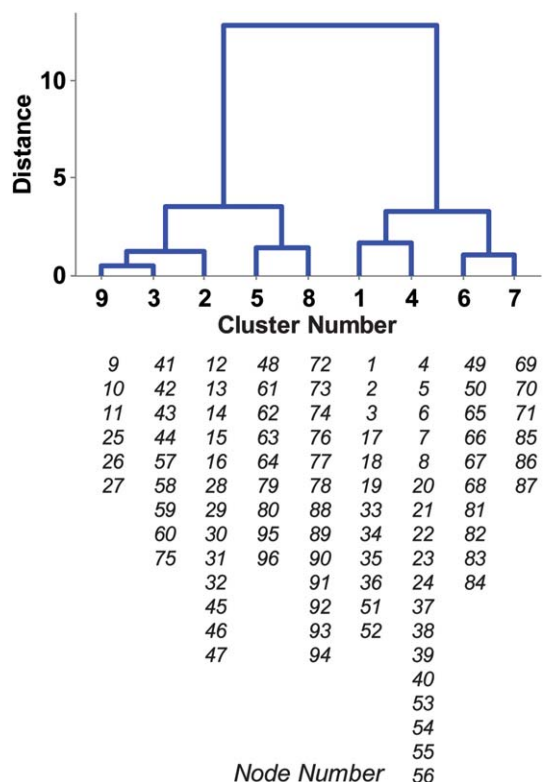 10
Distance
5
0
9 3 2 5 8 1 4 6 7
Cluster Number
9 41 12 48 72 1 4 49 69
10 42 13 61 73 2 5 50 70
11 43 14 62 74 3 6 65 71
25 44 15 63 76 17 7 66 85
26 57 16 64 77 18 8 67 86
27 58 28 79 78 19 20 68 87
59 29 80 88 33 21 81
60 30 95 89 34 22 82
75 31 96 90 35 23 83
32 91 36 24 84
45 92 51 37
46 93 52 38
47 94 39
40
53
54
55
Node Number 56